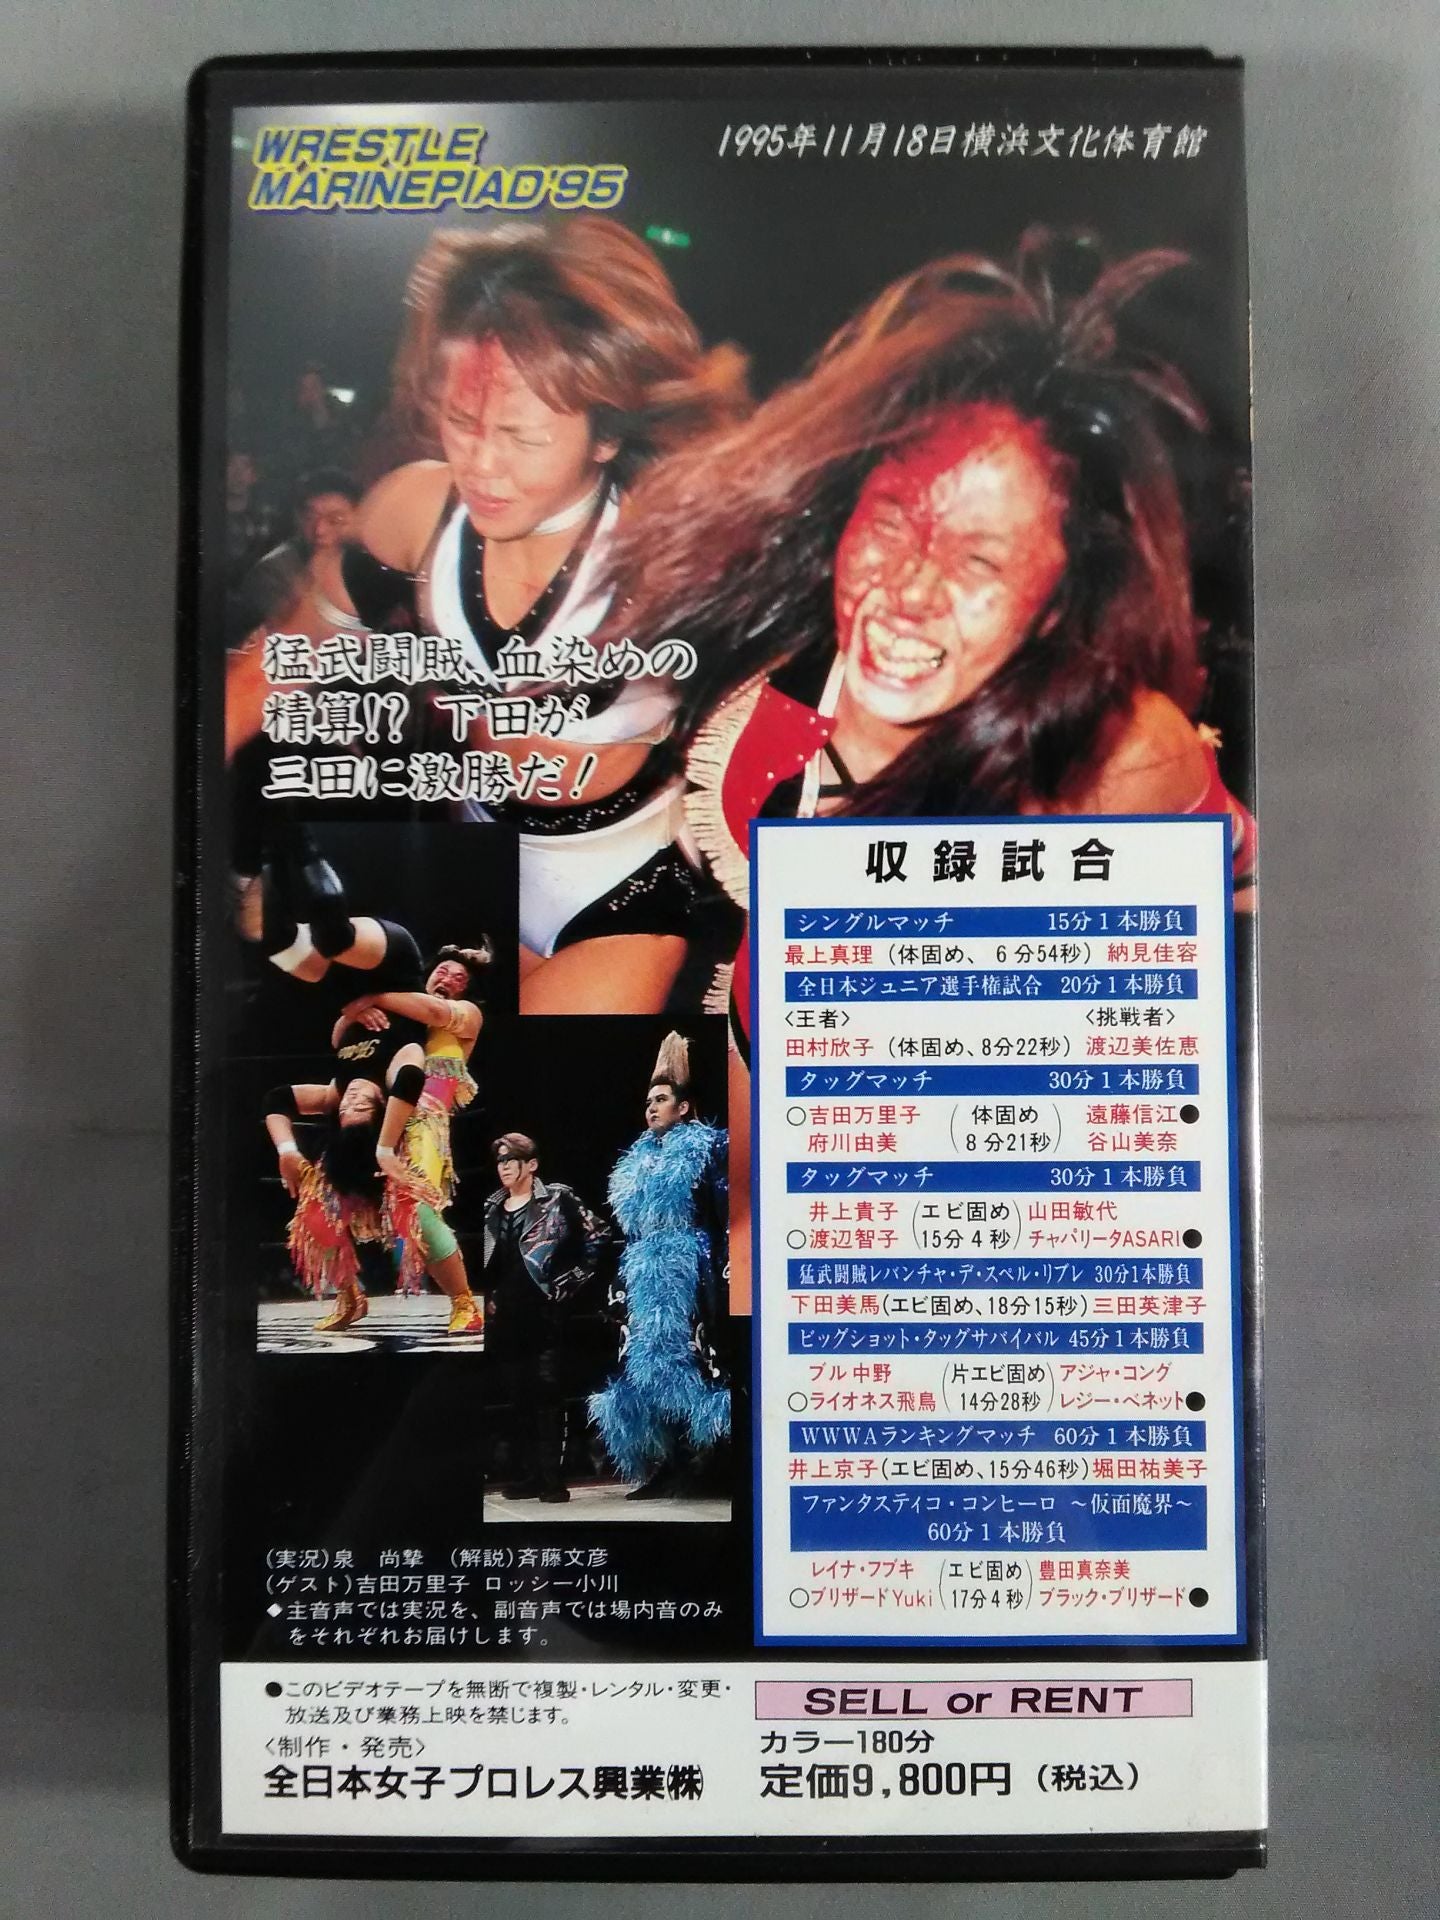 WRESTLE
MARINEPIAD'95
1995年11月18日横浜文化体育館
猛武闘賊、血染めの
精算!? 下田が
三田に激勝だ!
収録試合
シングルマッチ 15分1本勝負
最上真理 (体固め、6分54秒) 納見佳容
全日本ジュニア選手権試合 20分1本勝負
<王者> <挑戦者>
田村欣子 (体固め、8分22秒) 渡辺美佐恵
タッグマッチ 30分1本勝負
○吉田万里子 (体固め 遠藤信江●
府川由美 8分21秒) 谷山美奈
タッグマッチ 30分1本勝負
井上貴子 (エビ固め 山田敏代
○渡辺智子 15分4秒) チャパリータASARI●
猛武闘賊レバンチャ・デ・スペル・リブレ 30分1本勝負
下田美馬(エビ固め、18分15秒)三田英津子
ビッグショット・タッグサバイバル 45分1本勝負
ブル中野 (片エビ固め アジャ・コング
○ライオネス飛鳥 14分28秒) レジー・ベネット●
WWWAランキングマッチ 60分1本勝負
井上京子(エビ固め、15分46秒)堀田祐美子
ファンタスティコ・コンヒーロ ～仮面魔界～
60分1本勝負
レイナ・フブキ (エビ固め 豊田真奈美
○ブリザードYuki 17分4秒) ブラック・ブリザード●
(実況)泉 尚摯 (解説)斉藤文彦
(ゲスト)吉田万里子 ロッシー小川
◆主音声では実況を、副音声では場内音のみ
をそれぞれお届けします。
●このビデオテープを無断で複製・レンタル・変更・
放送及び業務上映を禁じます。
<制作・発売>
全日本女子プロレス興業㈱
SELL or RENT
カラー180分
定価9,800円 (税込)